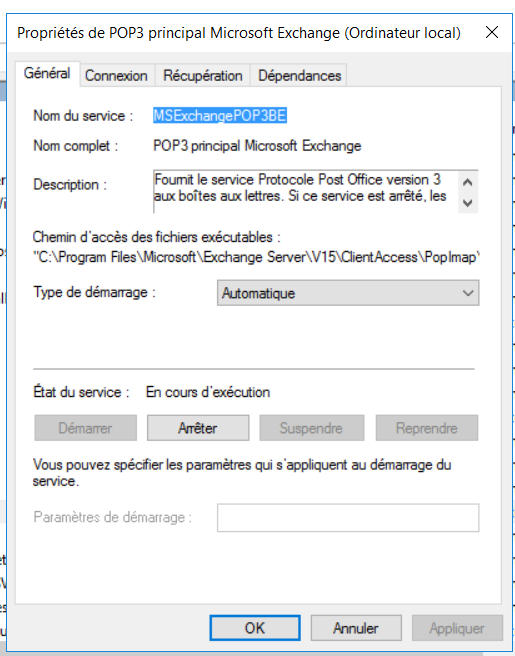 Propriétés de POP3 principal Microsoft Exchange (Ordinateur local)
Général Connexion Récupération Dépendances
Nom du service : MSExchangePOP3BE
Nom complet : POP3 principal Microsoft Exchange
Description : Fournit le service Protocole Post Office version 3
aux boîtes aux lettres. Si ce service est arrêté, les
Chemin d'accès des fichiers exécutables :
"C:\Program Files\Microsoft\Exchange Server\V15\ClientAccess\PopImap\
Type de démarrage : Automatique
État du service : En cours d'exécution
Démarrer Arrêter Suspendre Reprendre
Vous pouvez spécifier les paramètres qui s'appliquent au démarrage du
service.
Paramètres de démarrage :
OK Annuler Appliquer